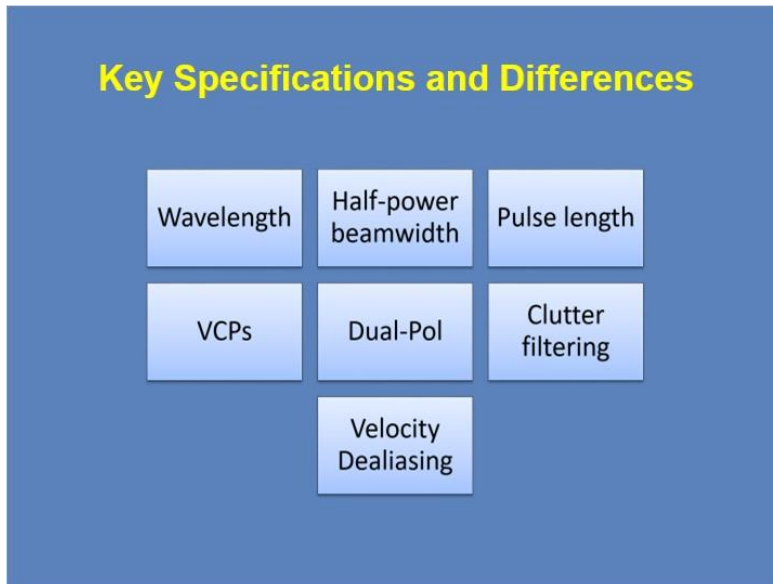 Key Specifications and Differences
Wavelength
Half-power
beamwidth
Pulse length
VCPs
Dual-Pol
Clutter
filtering
Velocity
Dealiasing